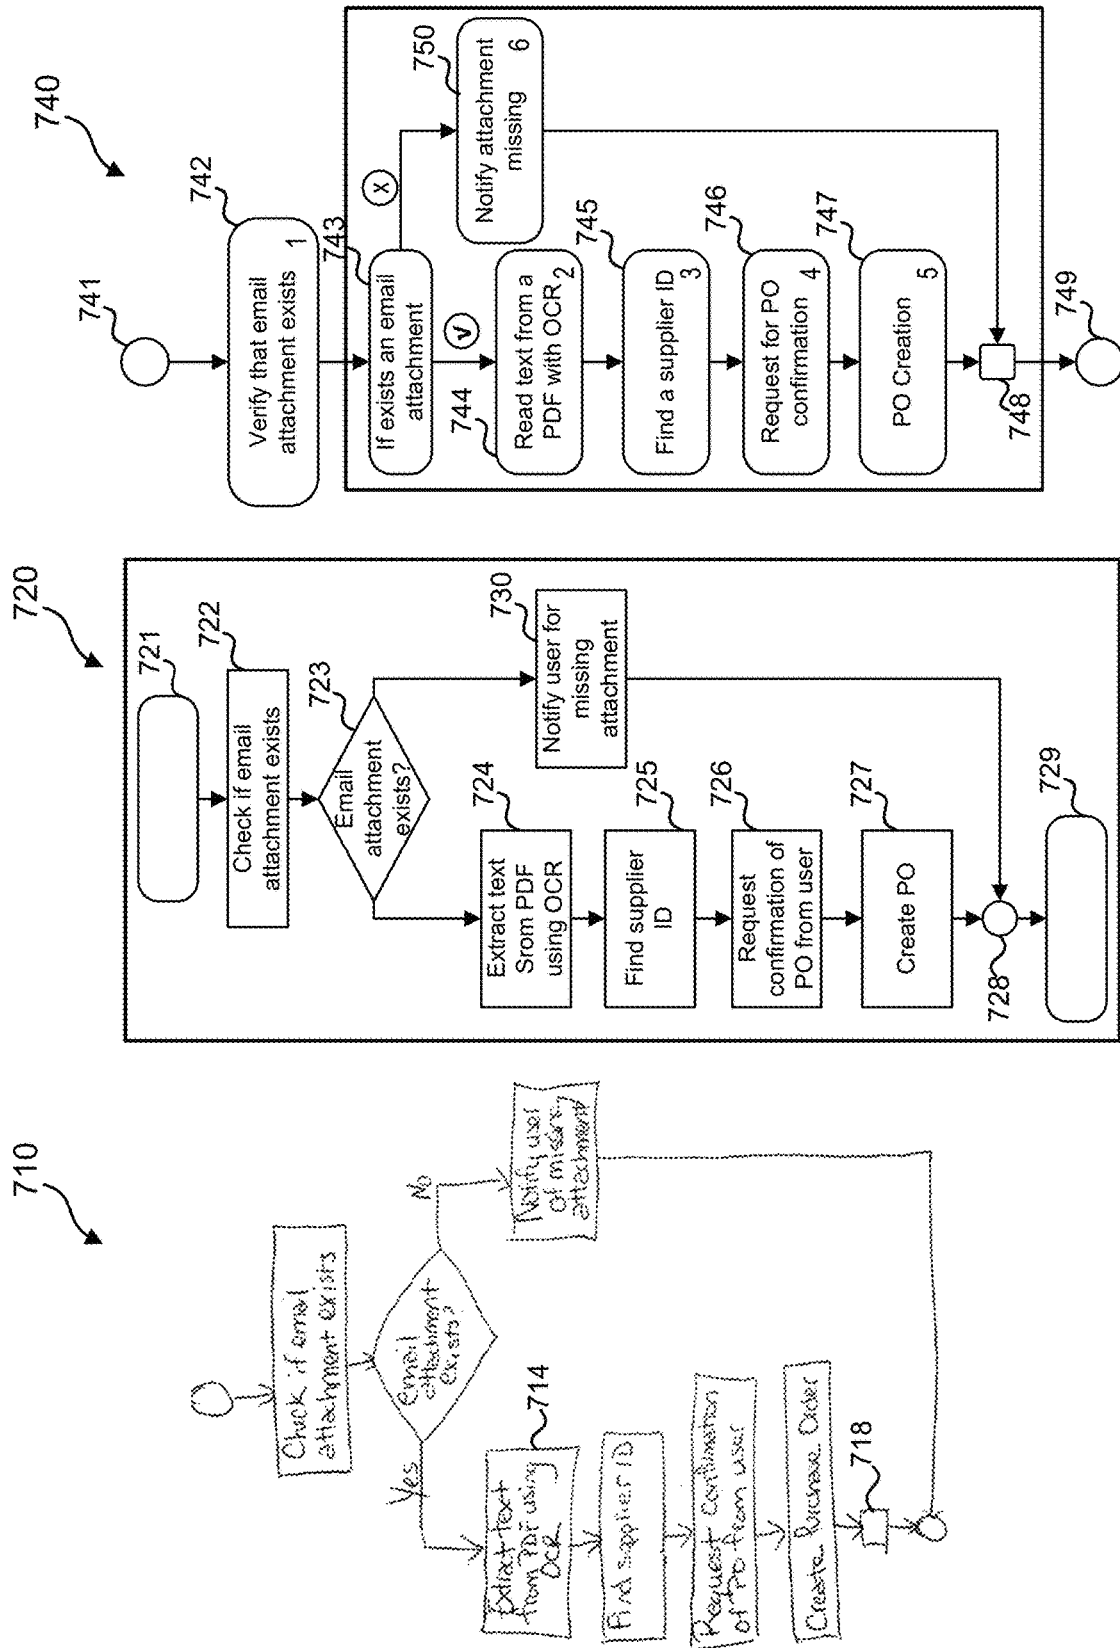 710
Check if email
attachment exists
Email
attachment
exists?
Yes
No
Extract text
from PDF using
OCR
714
Notify user
of missing
attachment
Find supplier ID
Request Confirmation
of PO from user
Create Purchase Order
718
720
721
Check if email
attachment exists
722
Email
attachment
exists?
723
Extract text
Srom PDF
using OCR
724
Notify user for
missing
attachment
730
Find supplier
ID
725
Request
confirmation of
PO from user
726
Create PO
727
728
729
740
741
Verify that email
attachment exists
1
742
743
If exists an email
attachment
X
V
744
Read text from a
PDF with OCR
2
Notify attachment
missing
6
750
Find a supplier ID
3
745
Request for PO
confirmation
4
746
PO Creation
5
747
748
749